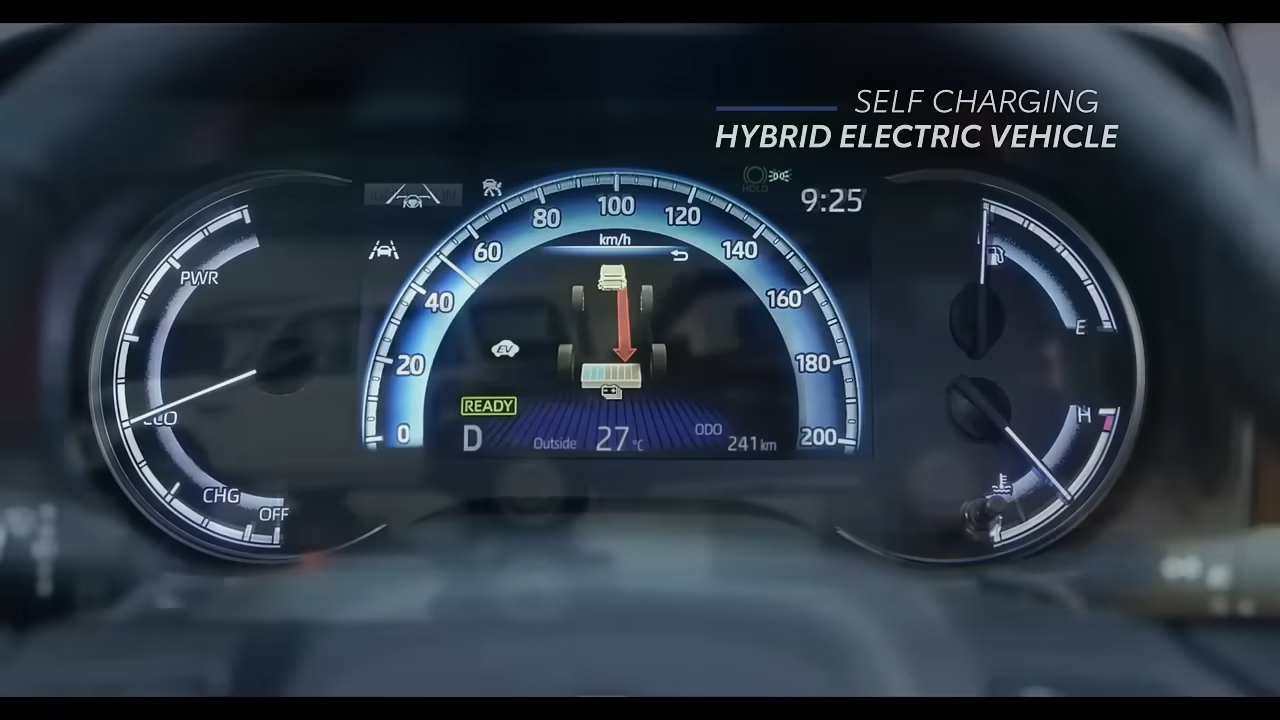 SELF CHARGING
HYBRID ELECTRIC VEHICLE
HOLD
9:25
PWR
ECO
CHG
OFF
0
20
40
60
80
100
120
140
160
180
200
km/h
EV
READY
D
Outside 27 °C
ODO
241 km
E
H